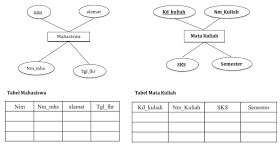 nim
alamat
Kd_kuliah
Nm_Kuliah
Mahasiswa
Mata Kuliah
Nm_mhs
Tgl_lhr
SKS
Semester
Tabel Mahasiswa
Tabel Mata Kuliah
Nim Nm_mhs alamat Tgl_lhr
Kd_kuliah Nm_Kuliah SKS Semester